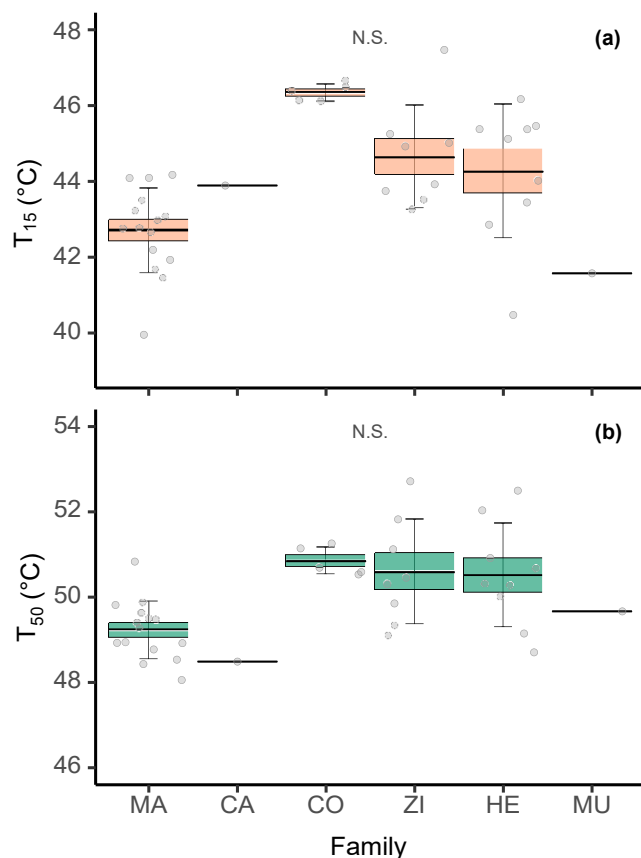 N.S.
(a)
48
46
44
42
40
T15 (°C)
N.S.
(b)
54
52
50
48
46
T50 (°C)
MA CA CO ZI HE MU
Family